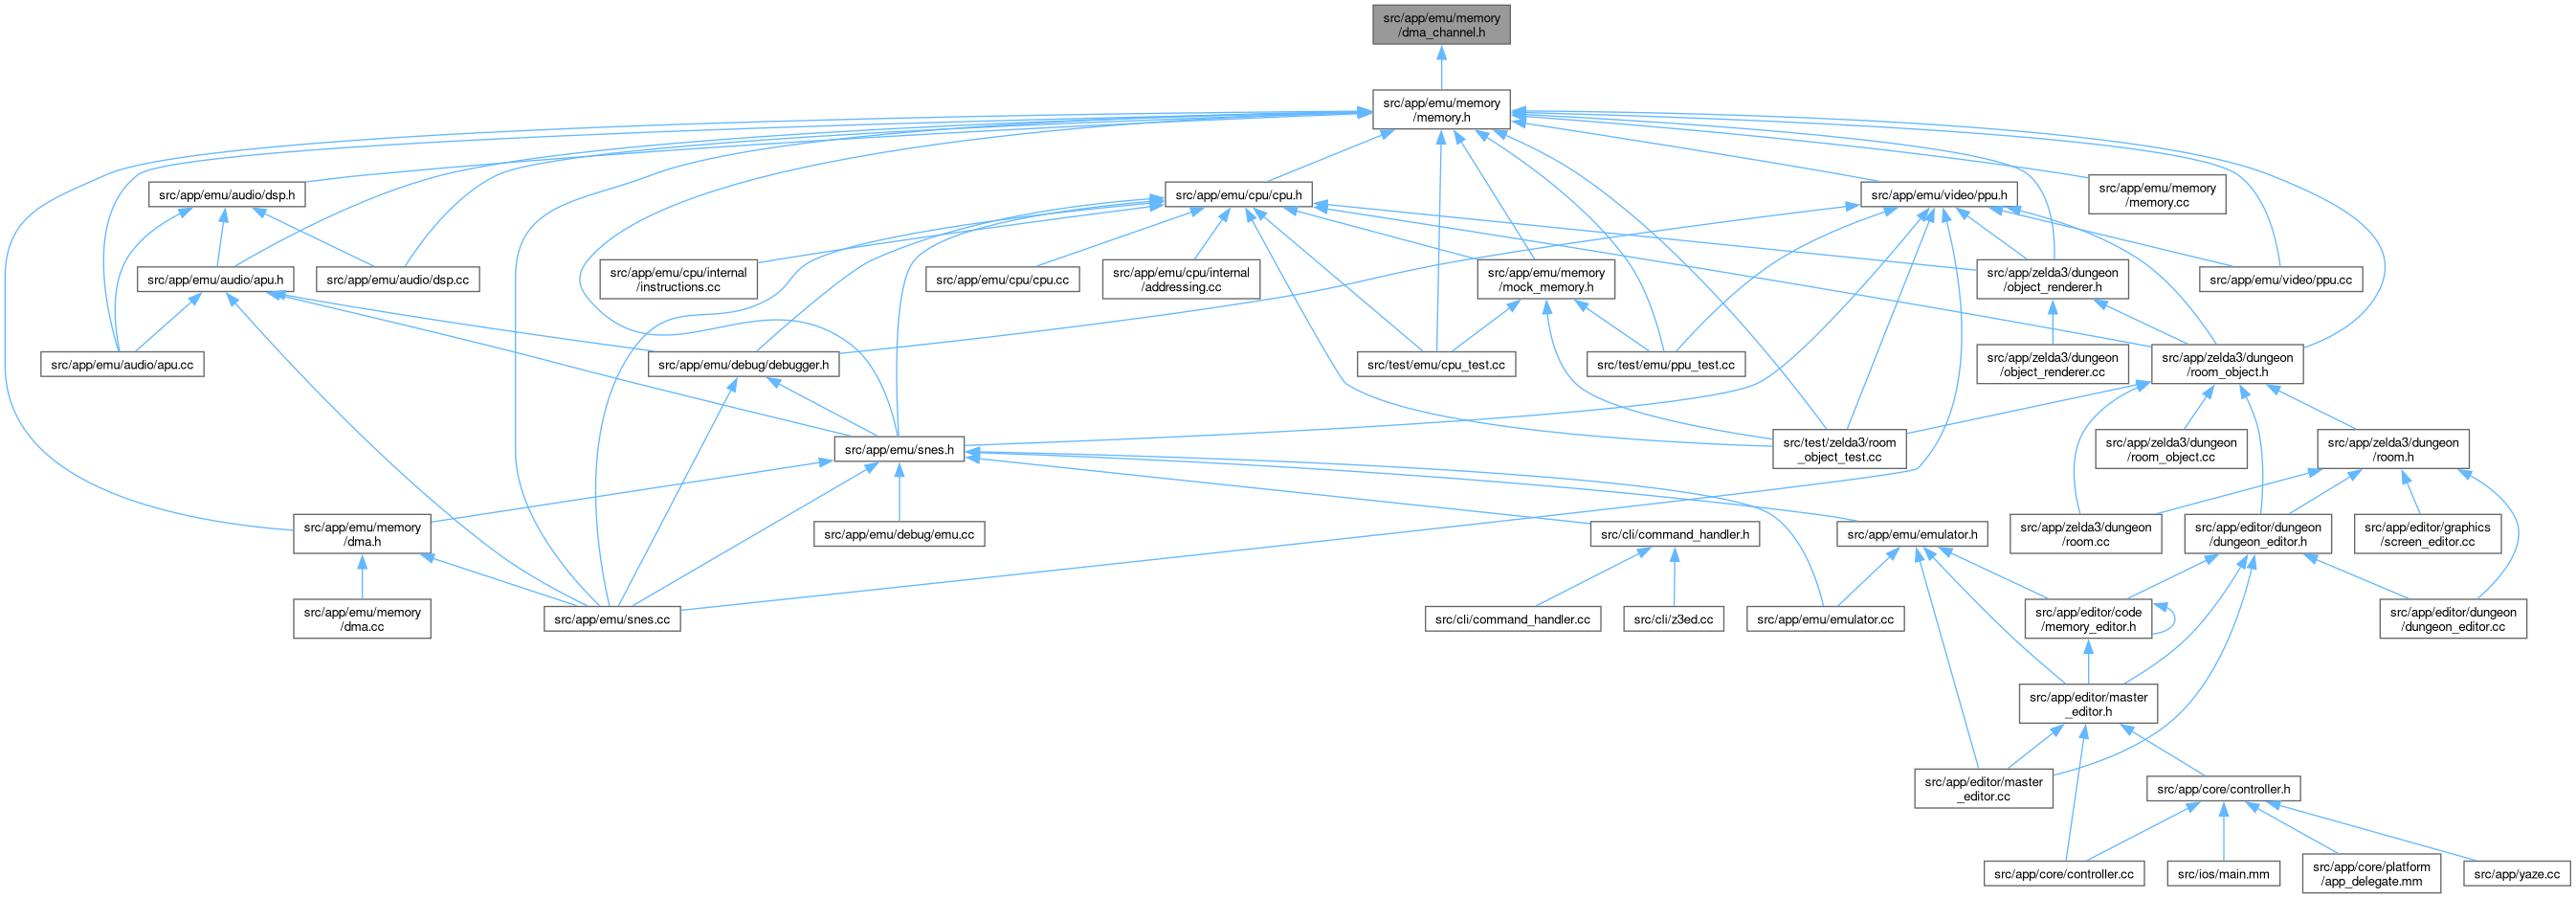 src/app/emu/memory
/dma_channel.h
src/app/emu/memory
/memory.h
src/app/emu/audio/dsp.h
src/app/emu/cpu/cpu.h
src/app/emu/video/ppu.h
src/app/emu/memory
/memory.cc
src/app/emu/audio/apu.h
src/app/emu/audio/dsp.cc
src/app/emu/cpu/internal
/instructions.cc
src/app/emu/cpu/cpu.cc
src/app/emu/cpu/internal
/addressing.cc
src/app/emu/memory
/mock_memory.h
src/app/zelda3/dungeon
/object_renderer.h
src/app/emu/video/ppu.cc
src/app/emu/audio/apu.cc
src/app/emu/debug/debugger.h
src/test/emu/cpu_test.cc
src/test/emu/ppu_test.cc
src/app/zelda3/dungeon
/object_renderer.cc
src/app/zelda3/dungeon
/room_object.h
src/app/emu/snes.h
src/test/zelda3/room
_object_test.cc
src/app/zelda3/dungeon
/room_object.cc
src/app/zelda3/dungeon
/room.h
src/app/emu/memory
/dma.h
src/app/emu/debug/emu.cc
src/cli/command_handler.h
src/app/emu/emulator.h
src/app/zelda3/dungeon
/room.cc
src/app/editor/dungeon
/dungeon_editor.h
src/app/editor/graphics
/screen_editor.cc
src/app/emu/memory
/dma.cc
src/app/emu/snes.cc
src/cli/command_handler.cc
src/cli/z3ed.cc
src/app/emu/emulator.cc
src/app/editor/code
/memory_editor.h
src/app/editor/dungeon
/dungeon_editor.cc
src/app/editor/master
_editor.h
src/app/editor/master
_editor.cc
src/app/core/controller.h
src/app/core/controller.cc
src/ios/main.mm
src/app/core/platform
/app_delegate.mm
src/app/yaze.cc